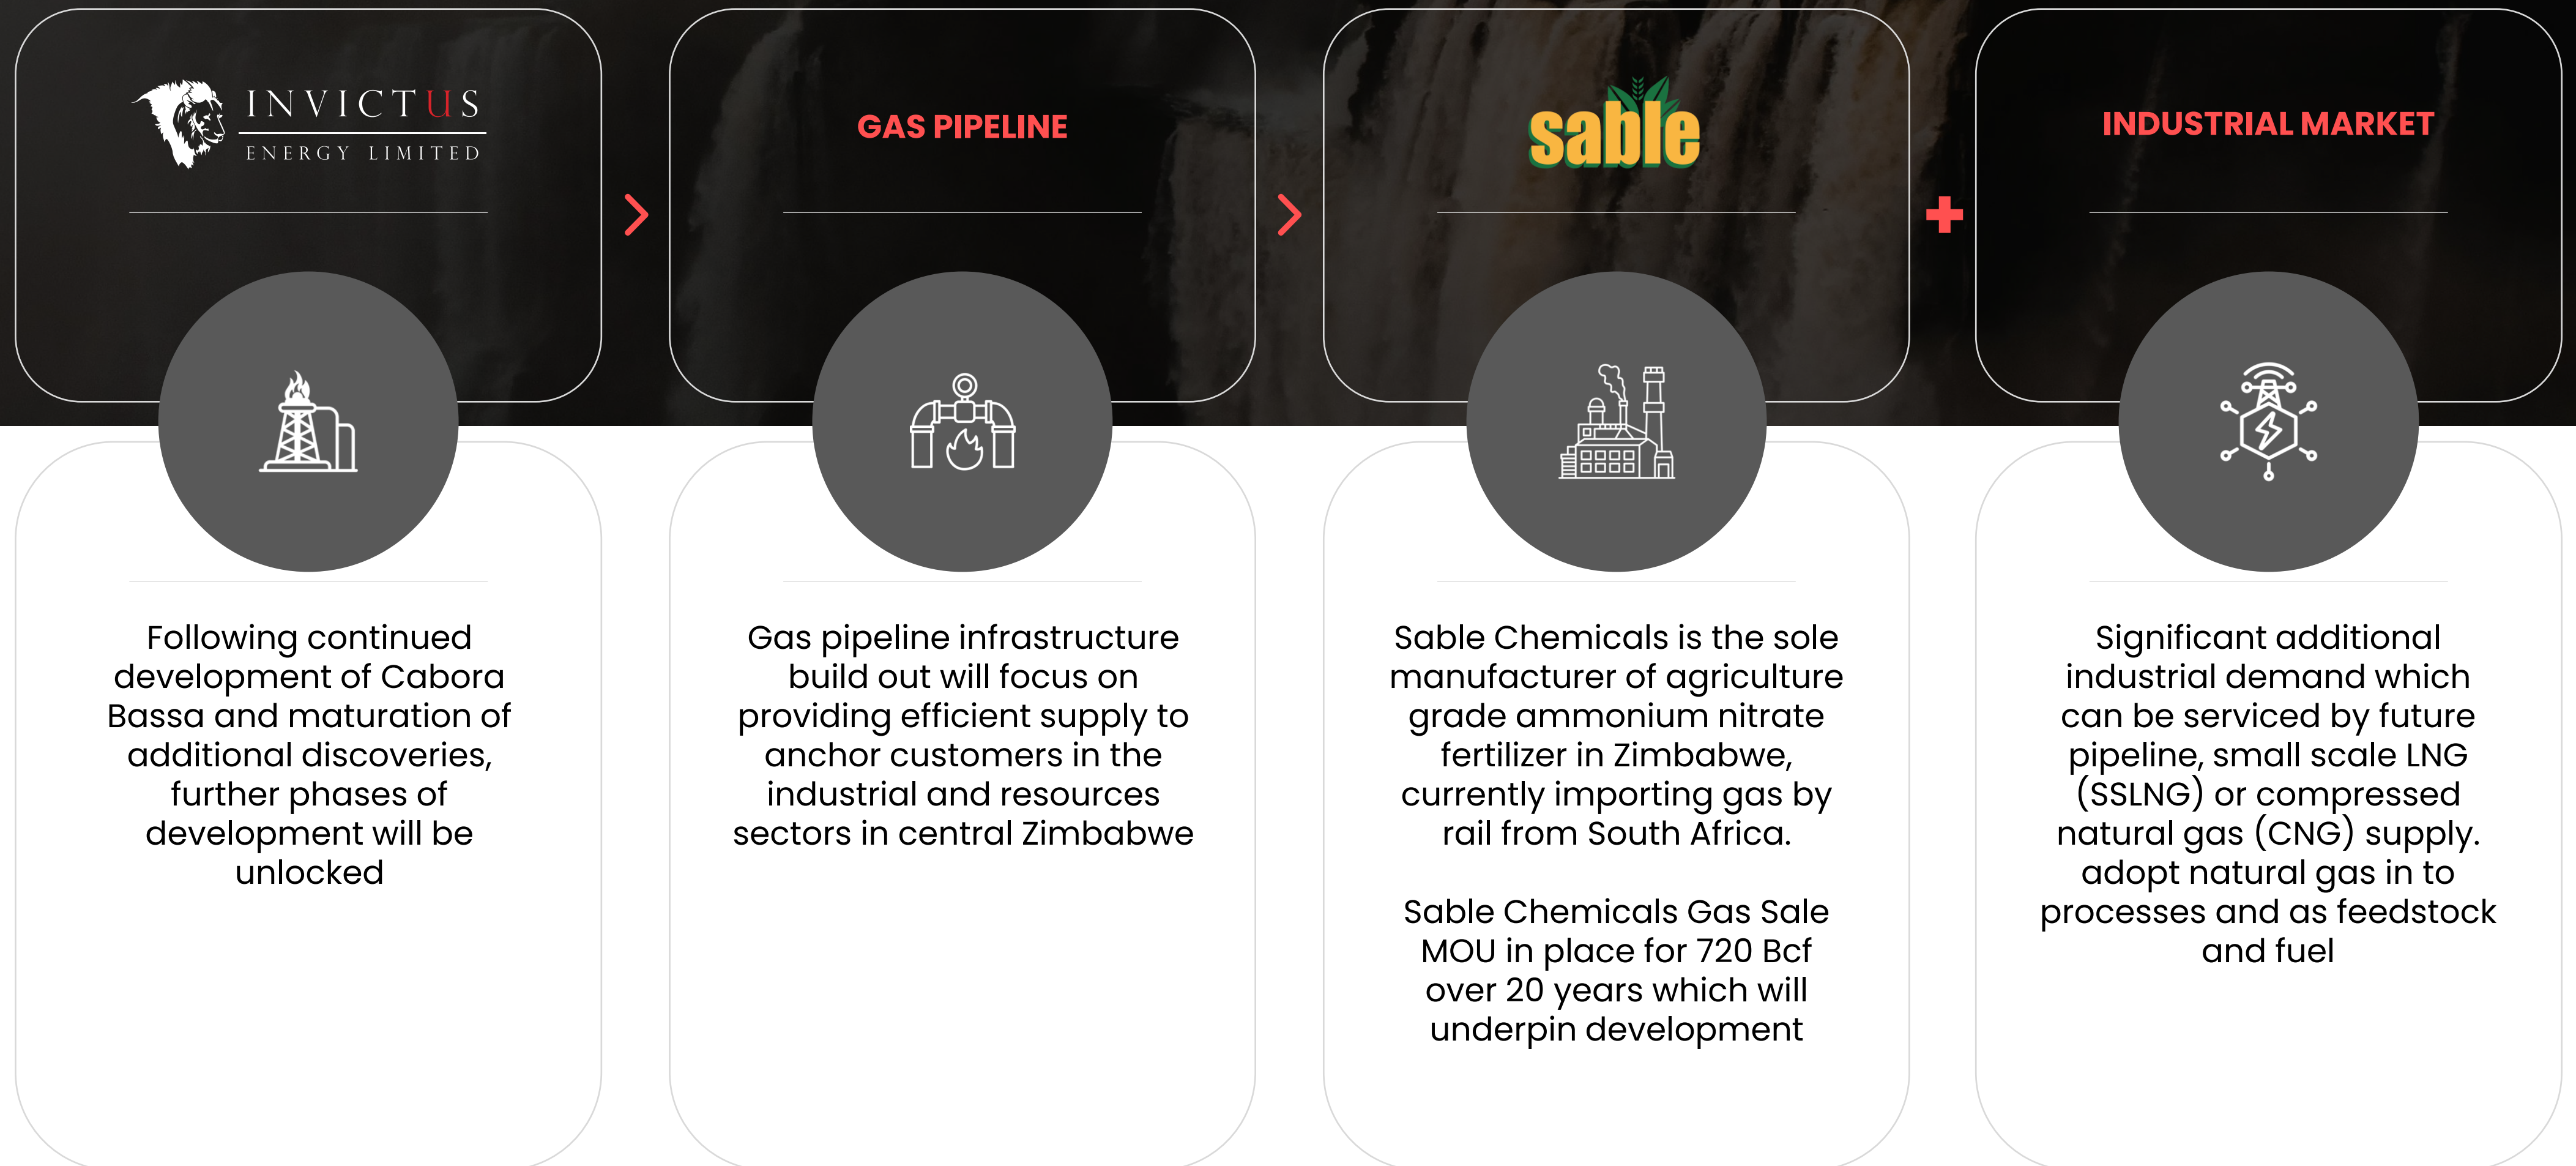 INVICTUS
ENERGY LIMITED
Following continued
development of Cabora
Bassa and maturation of
additional discoveries,
further phases of
development will be
unlocked
GAS PIPELINE
Gas pipeline infrastructure
build out will focus on
providing efficient supply to
anchor customers in the
industrial and resources
sectors in central Zimbabwe
sable
Sable Chemicals is the sole
manufacturer of agriculture
grade ammonium nitrate
fertilizer in Zimbabwe,
currently importing gas by
rail from South Africa.
Sable Chemicals Gas Sale
MOU in place for 720 Bcf
over 20 years which will
underpin development
INDUSTRIAL MARKET
Significant additional
industrial demand which
can be serviced by future
pipeline, small scale LNG
(SSLNG) or compressed
natural gas (CNG) supply.
adopt natural gas in to
processes and as feedstock
and fuel